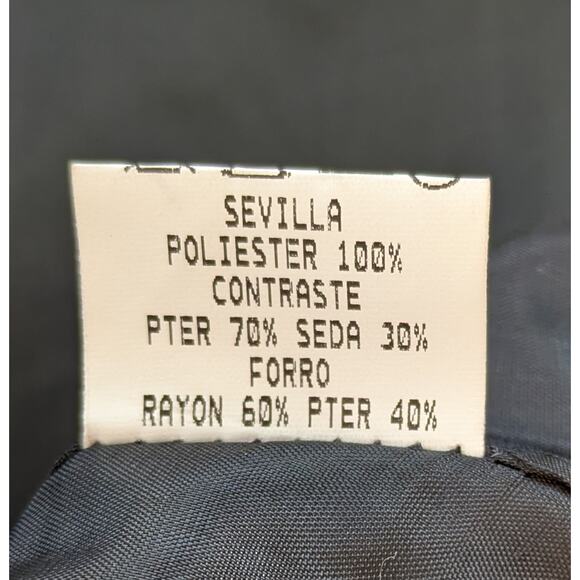 SEVILLA
POLIESTER 100%
CONTRASTE
PTER 70% SEDA 30%
FORRO
RAYON 60% PTER 40%